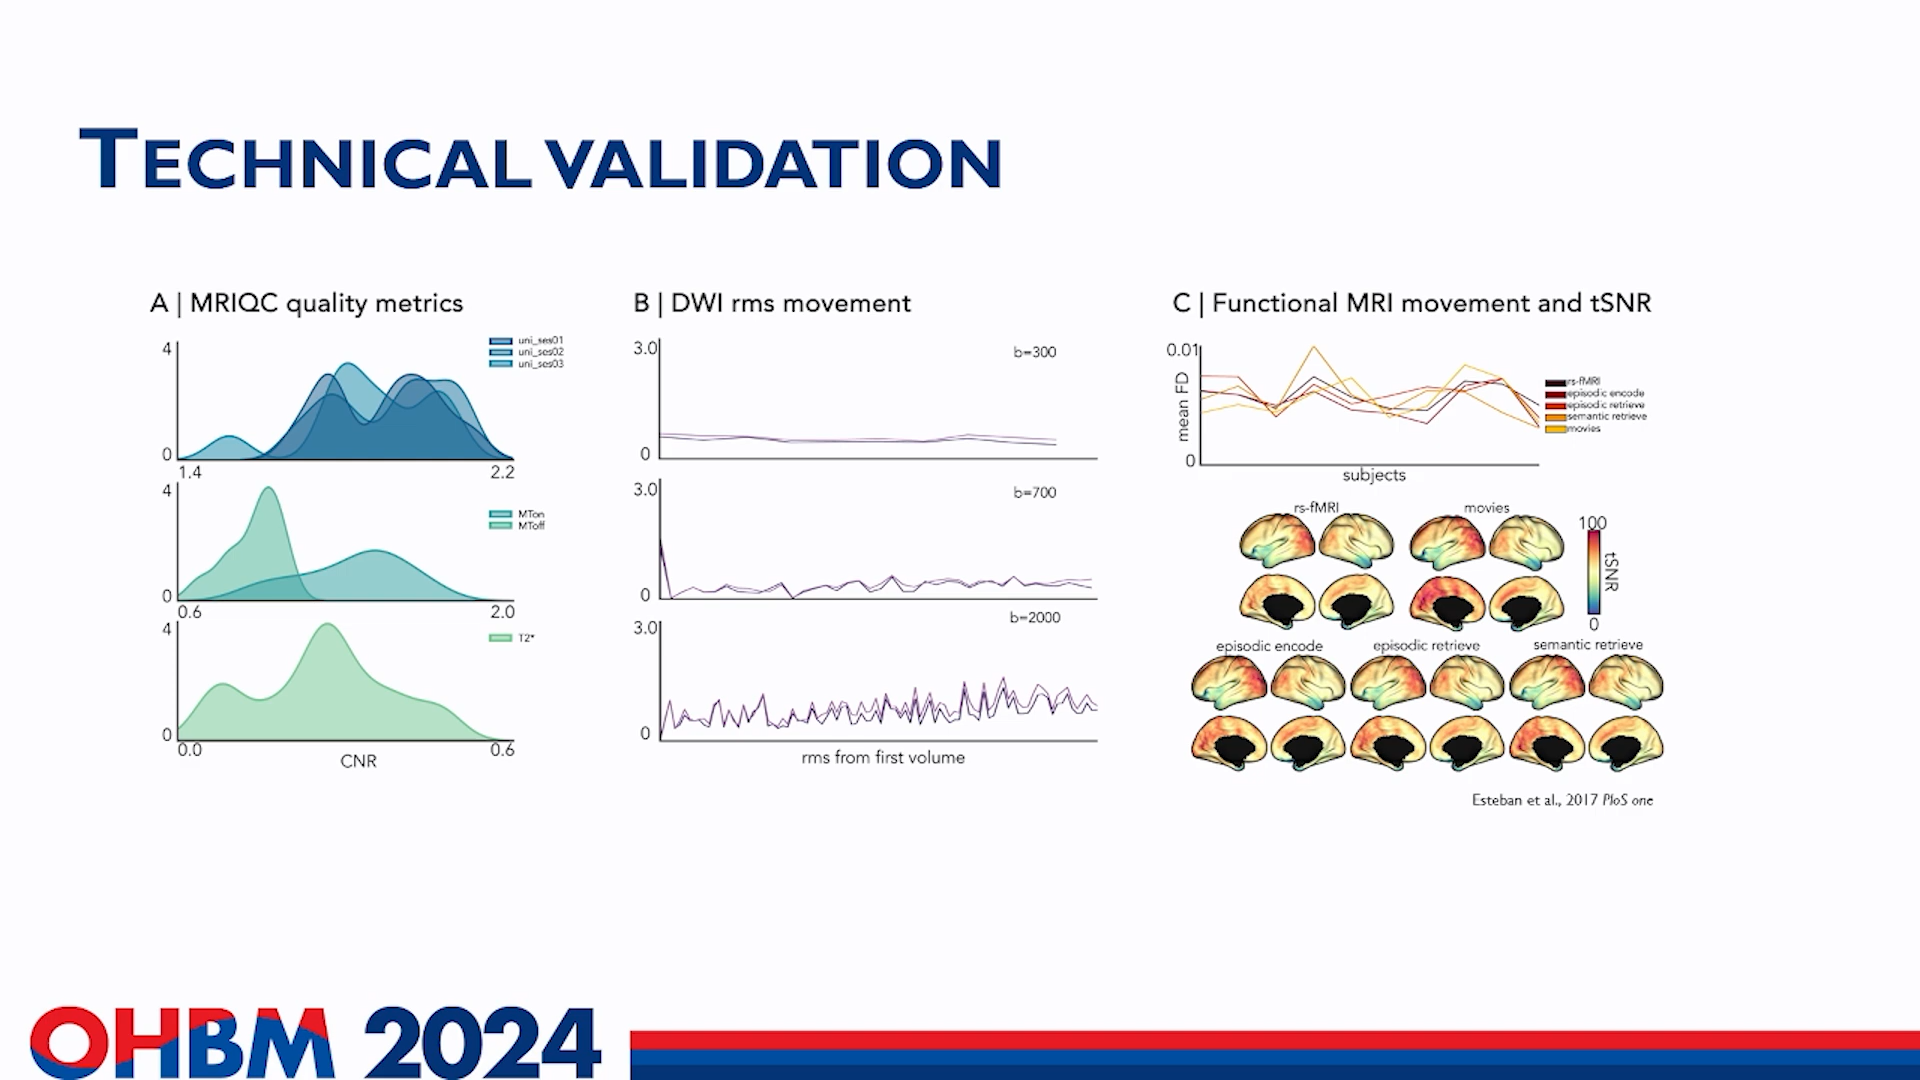 TECHNICAL VALIDATION
A | MRIQC quality metrics
4
0
1.4
2.2
uni_ses01
uni_ses02
uni_ses03
4
0
0.6
2.0
MTon
MToff
4
0
0.0
0.6
T2*
CNR
B | DWI rms movement
3.0
0
b=300
3.0
0
b=700
3.0
0
b=2000
rms from first volume
C | Functional MRI movement and tSNR
0.01
mean FD
0
subjects
rs-fMRI
episodic encode
episodic retrieve
semantic retrieve
movies
rs-fMRI
movies
100
tSNR
0
episodic encode
episodic retrieve
semantic retrieve
Esteban et al., 2017 PloS one
OHBM 2024